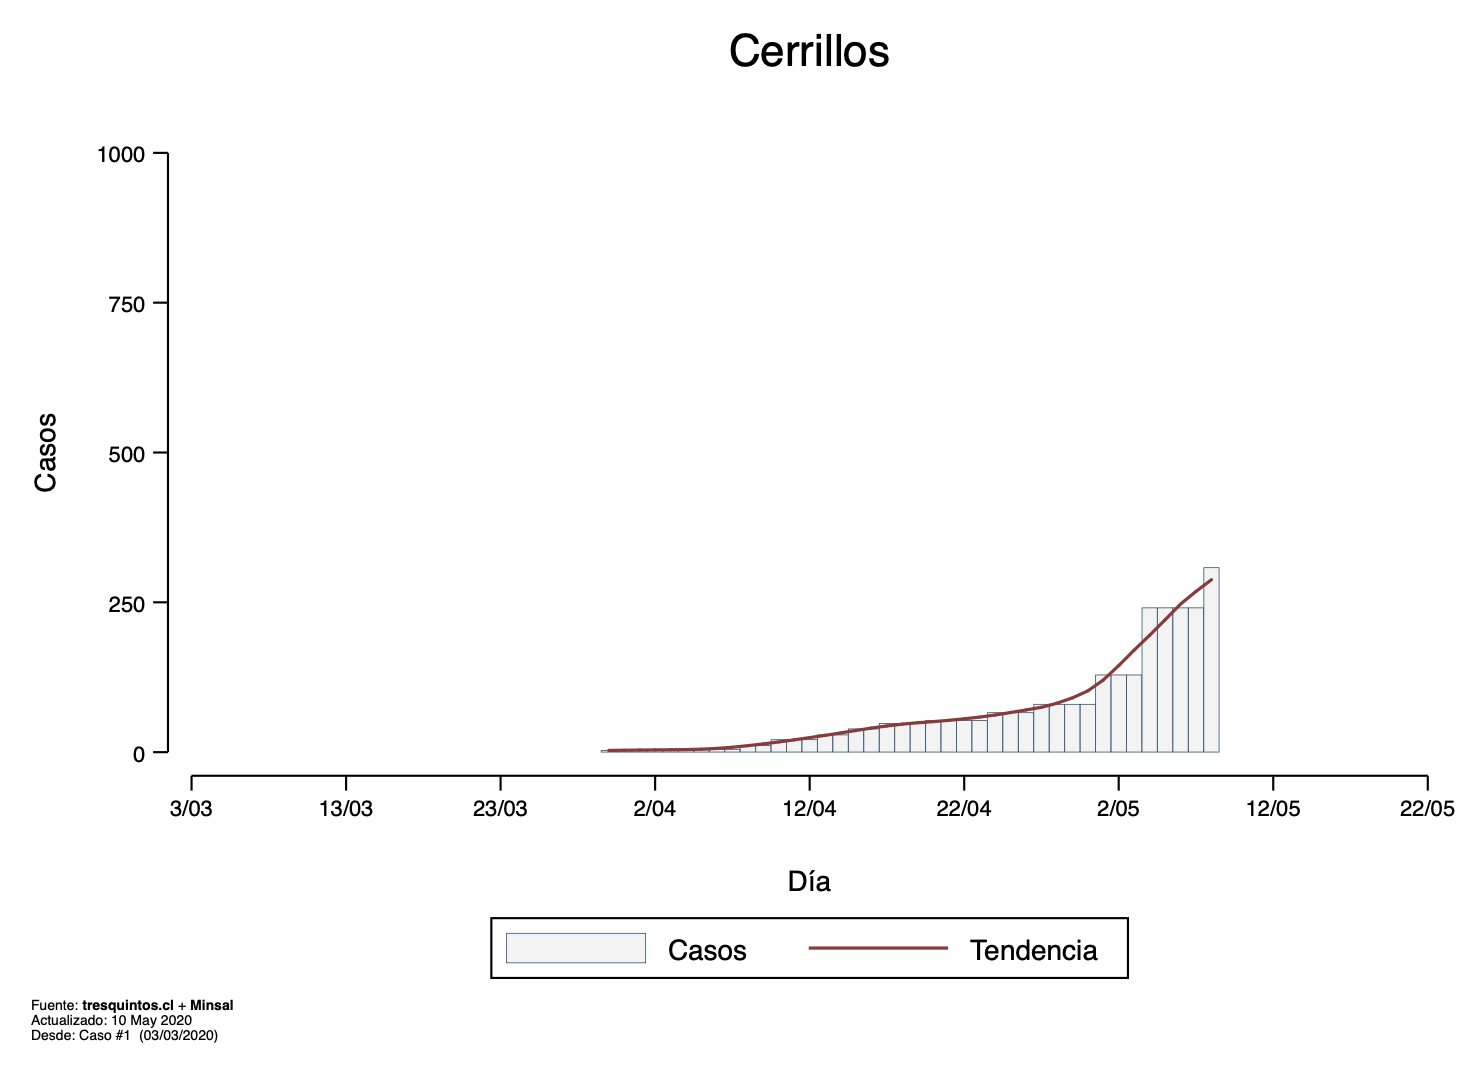 Cerrillos
1000
750
500
250
0
Casos
3/03 13/03 23/03 2/04 12/04 22/04 2/05 12/05 22/05
Día
Casos Tendencia
Fuente: tresquintos.cl + Minsal
Actualizado: 10 May 2020
Desde: Caso #1 (03/03/2020)